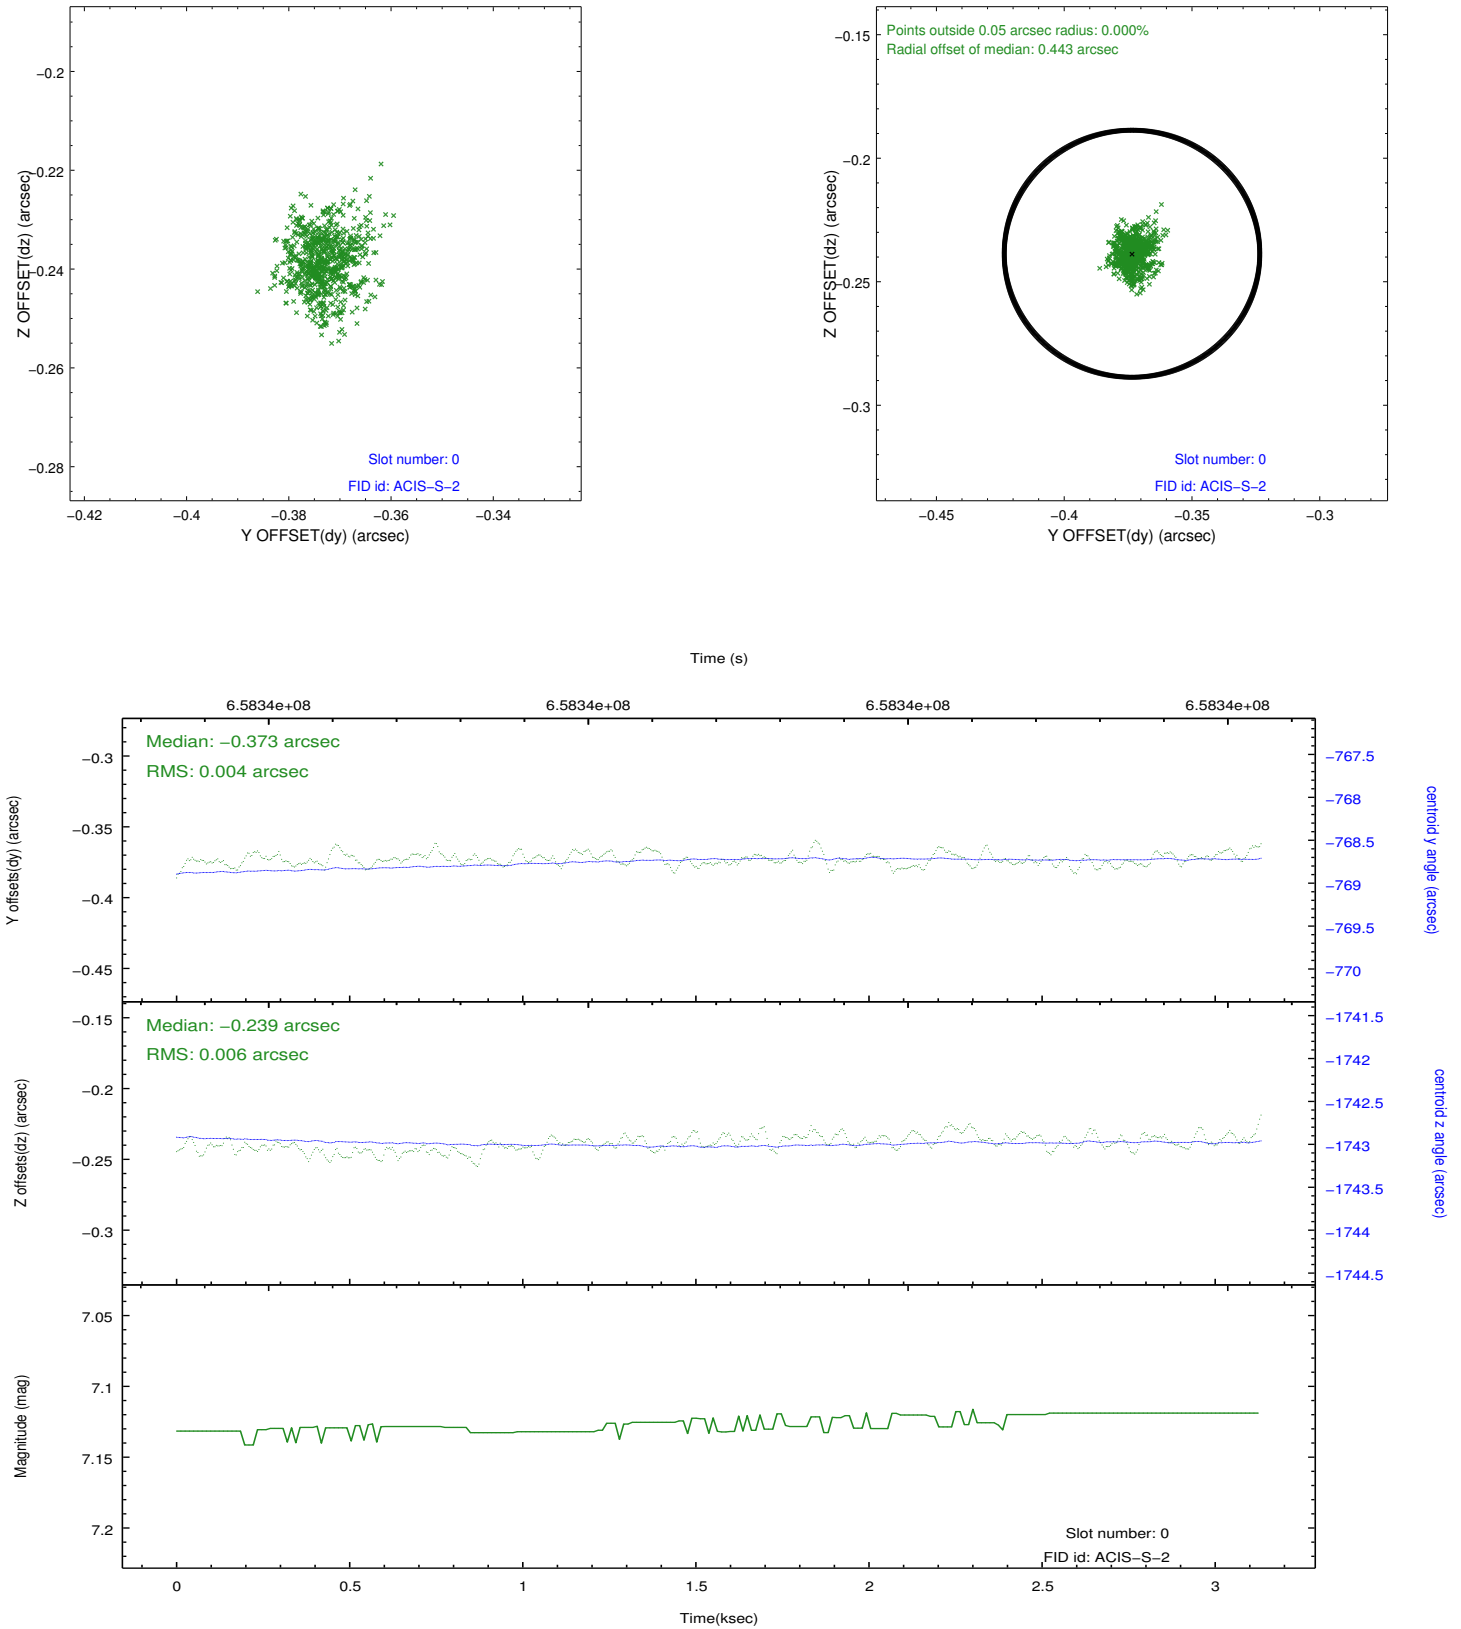 −0.2
−0.22
−0.24
−0.26
−0.28
Z OFFSET(dz) (arcsec)
Slot number: 0
FID id: ACIS−S−2
−0.42
−0.4
−0.38
−0.36
−0.34
Y OFFSET(dy) (arcsec)
Points outside 0.05 arcsec radius: 0.000%
Radial offset of median: 0.443 arcsec
−0.15
−0.2
−0.25
−0.3
Z OFFSET(dz) (arcsec)
Slot number: 0
FID id: ACIS−S−2
−0.45
−0.4
−0.35
−0.3
Y OFFSET(dy) (arcsec)
Time (s)
6.5834e+08
6.5834e+08
6.5834e+08
6.5834e+08
Median: −0.373 arcsec
RMS: 0.004 arcsec
−0.3
−0.35
−0.4
−0.45
Y offsets(dy) (arcsec)
−767.5
−768
−768.5
−769
−769.5
−770
centroid y angle (arcsec)
Median: −0.239 arcsec
RMS: 0.006 arcsec
−0.15
−0.2
−0.25
−0.3
Z offsets(dz) (arcsec)
−1741.5
−1742
−1742.5
−1743
−1743.5
−1744
−1744.5
centroid z angle (arcsec)
7.05
7.1
7.15
7.2
Magnitude (mag)
Slot number: 0
FID id: ACIS−S−2
0
0.5
1
1.5
2
2.5
3
Time(ksec)